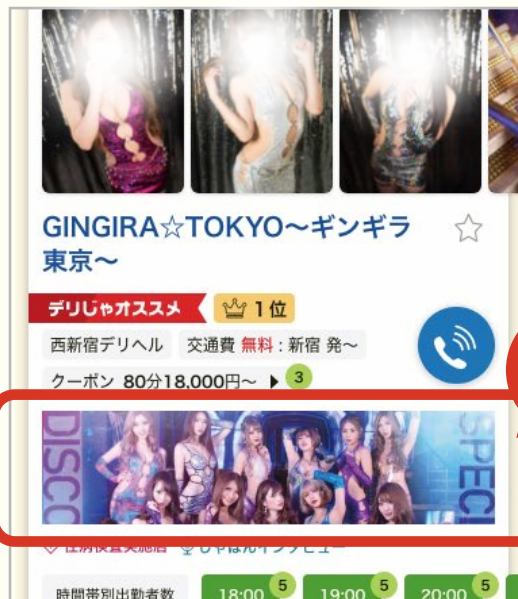 GINGIRA☆TOKYO〜ギンギラ
東京〜
デリじゃオススメ 1位
西新宿デリヘル 交通費 無料 : 新宿 発〜
クーポン 80分18,000円〜 ▶ 3
DISCO SPECI
時間帯別出勤者数 18:00 5 19:00 5 20:00 5